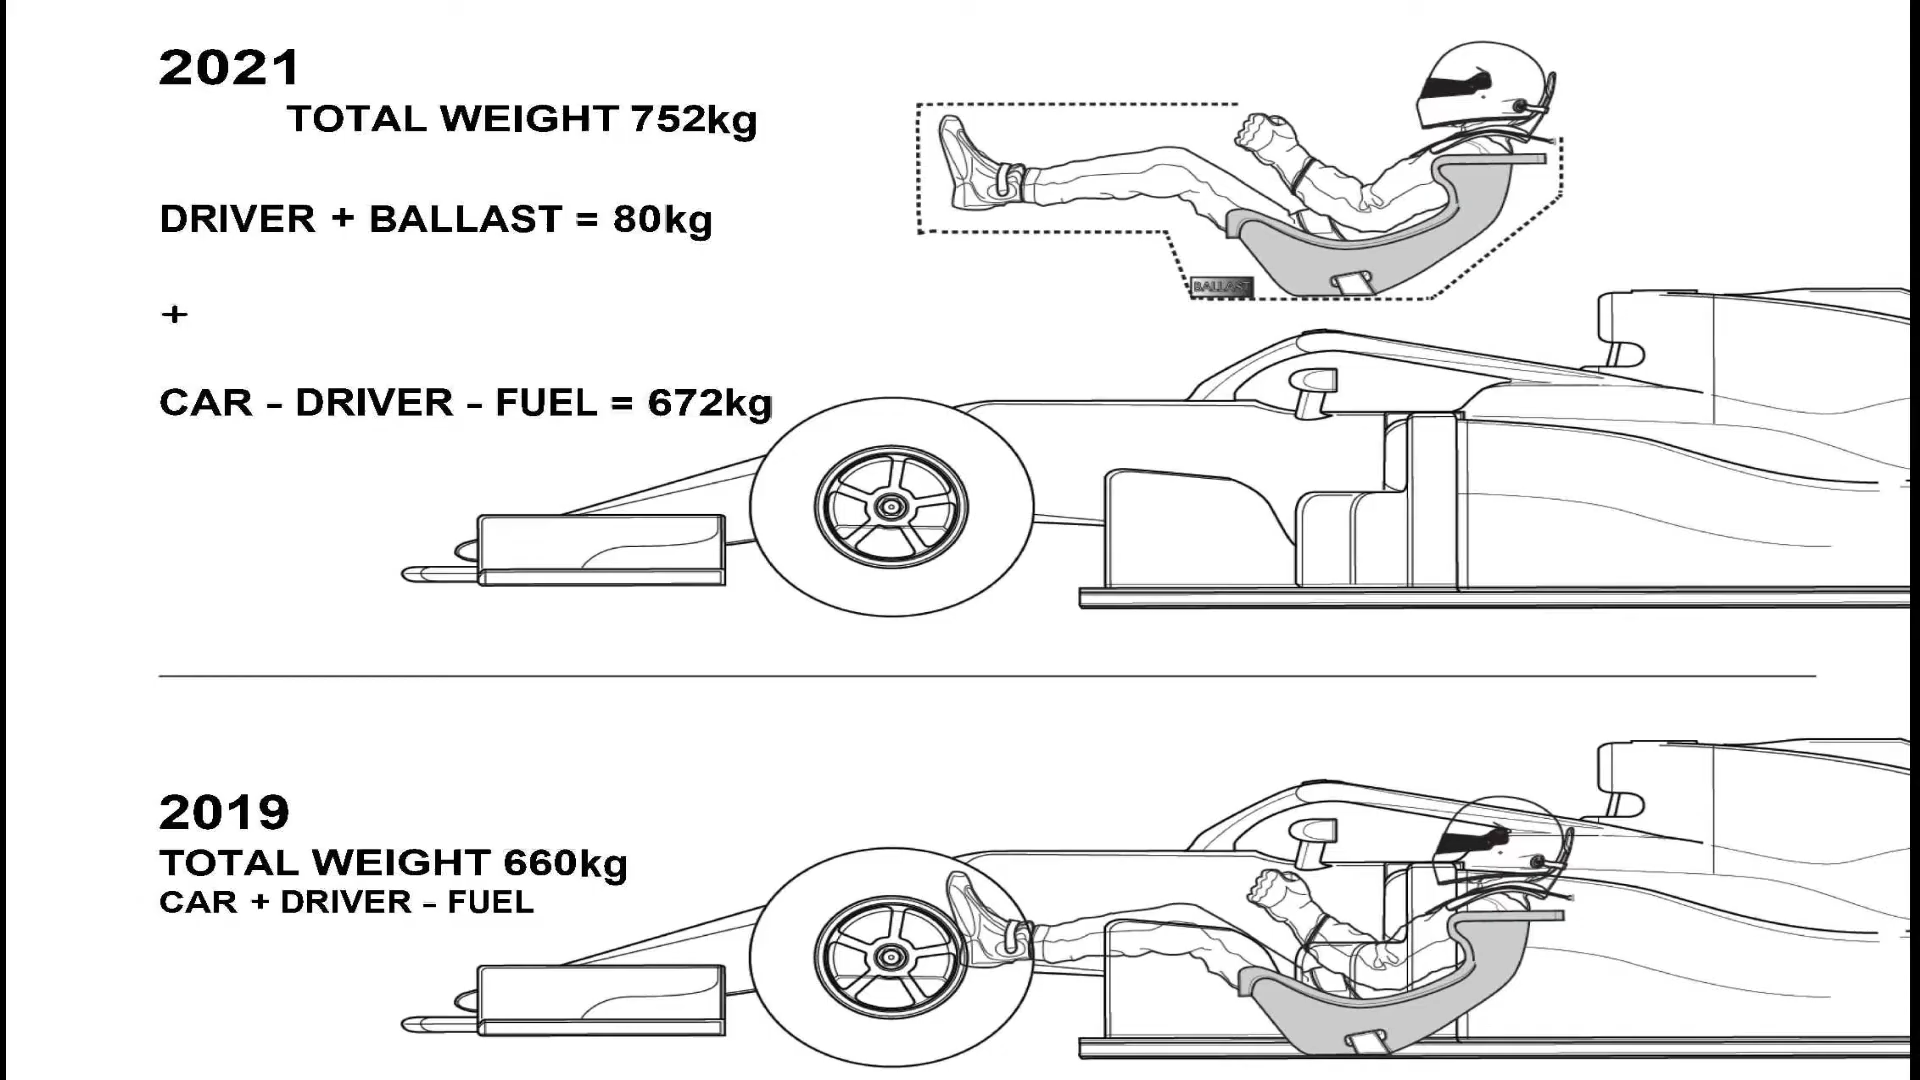 2021
TOTAL WEIGHT 752kg
DRIVER + BALLAST = 80kg
+
CAR - DRIVER - FUEL = 672kg
BALLAST
2019
TOTAL WEIGHT 660kg
CAR + DRIVER - FUEL